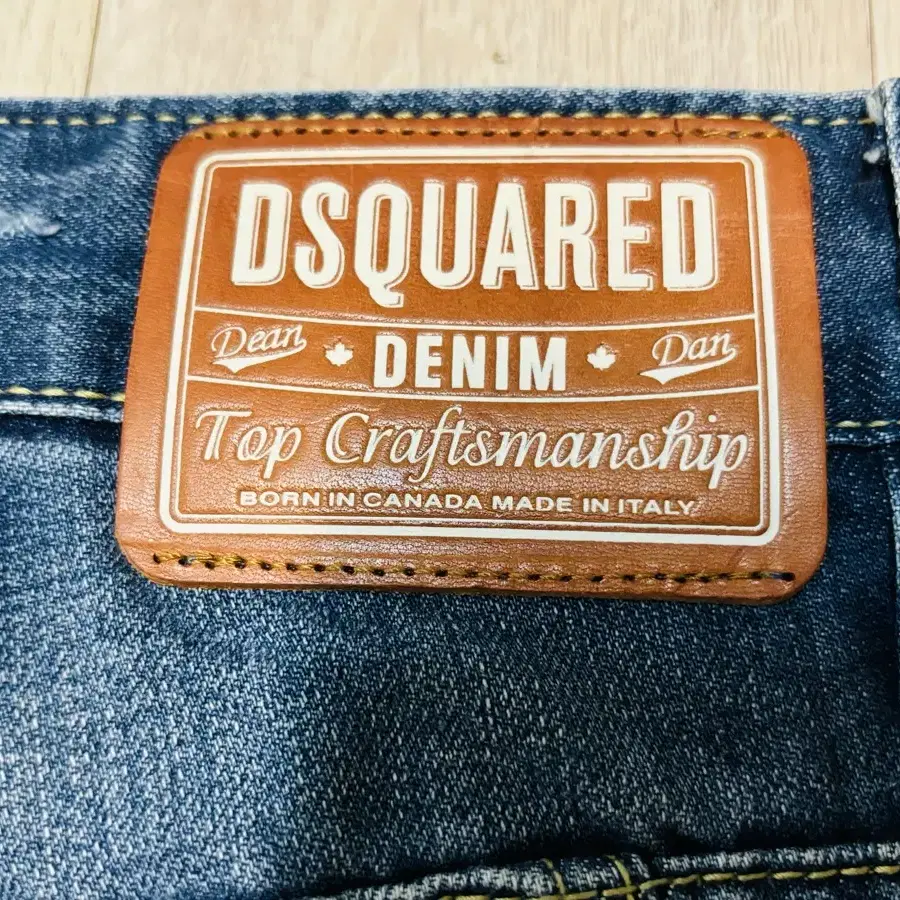 DSQUARED
Dean DENIM Dan
Top Craftsmanship
BORN IN CANADA MADE IN ITALY